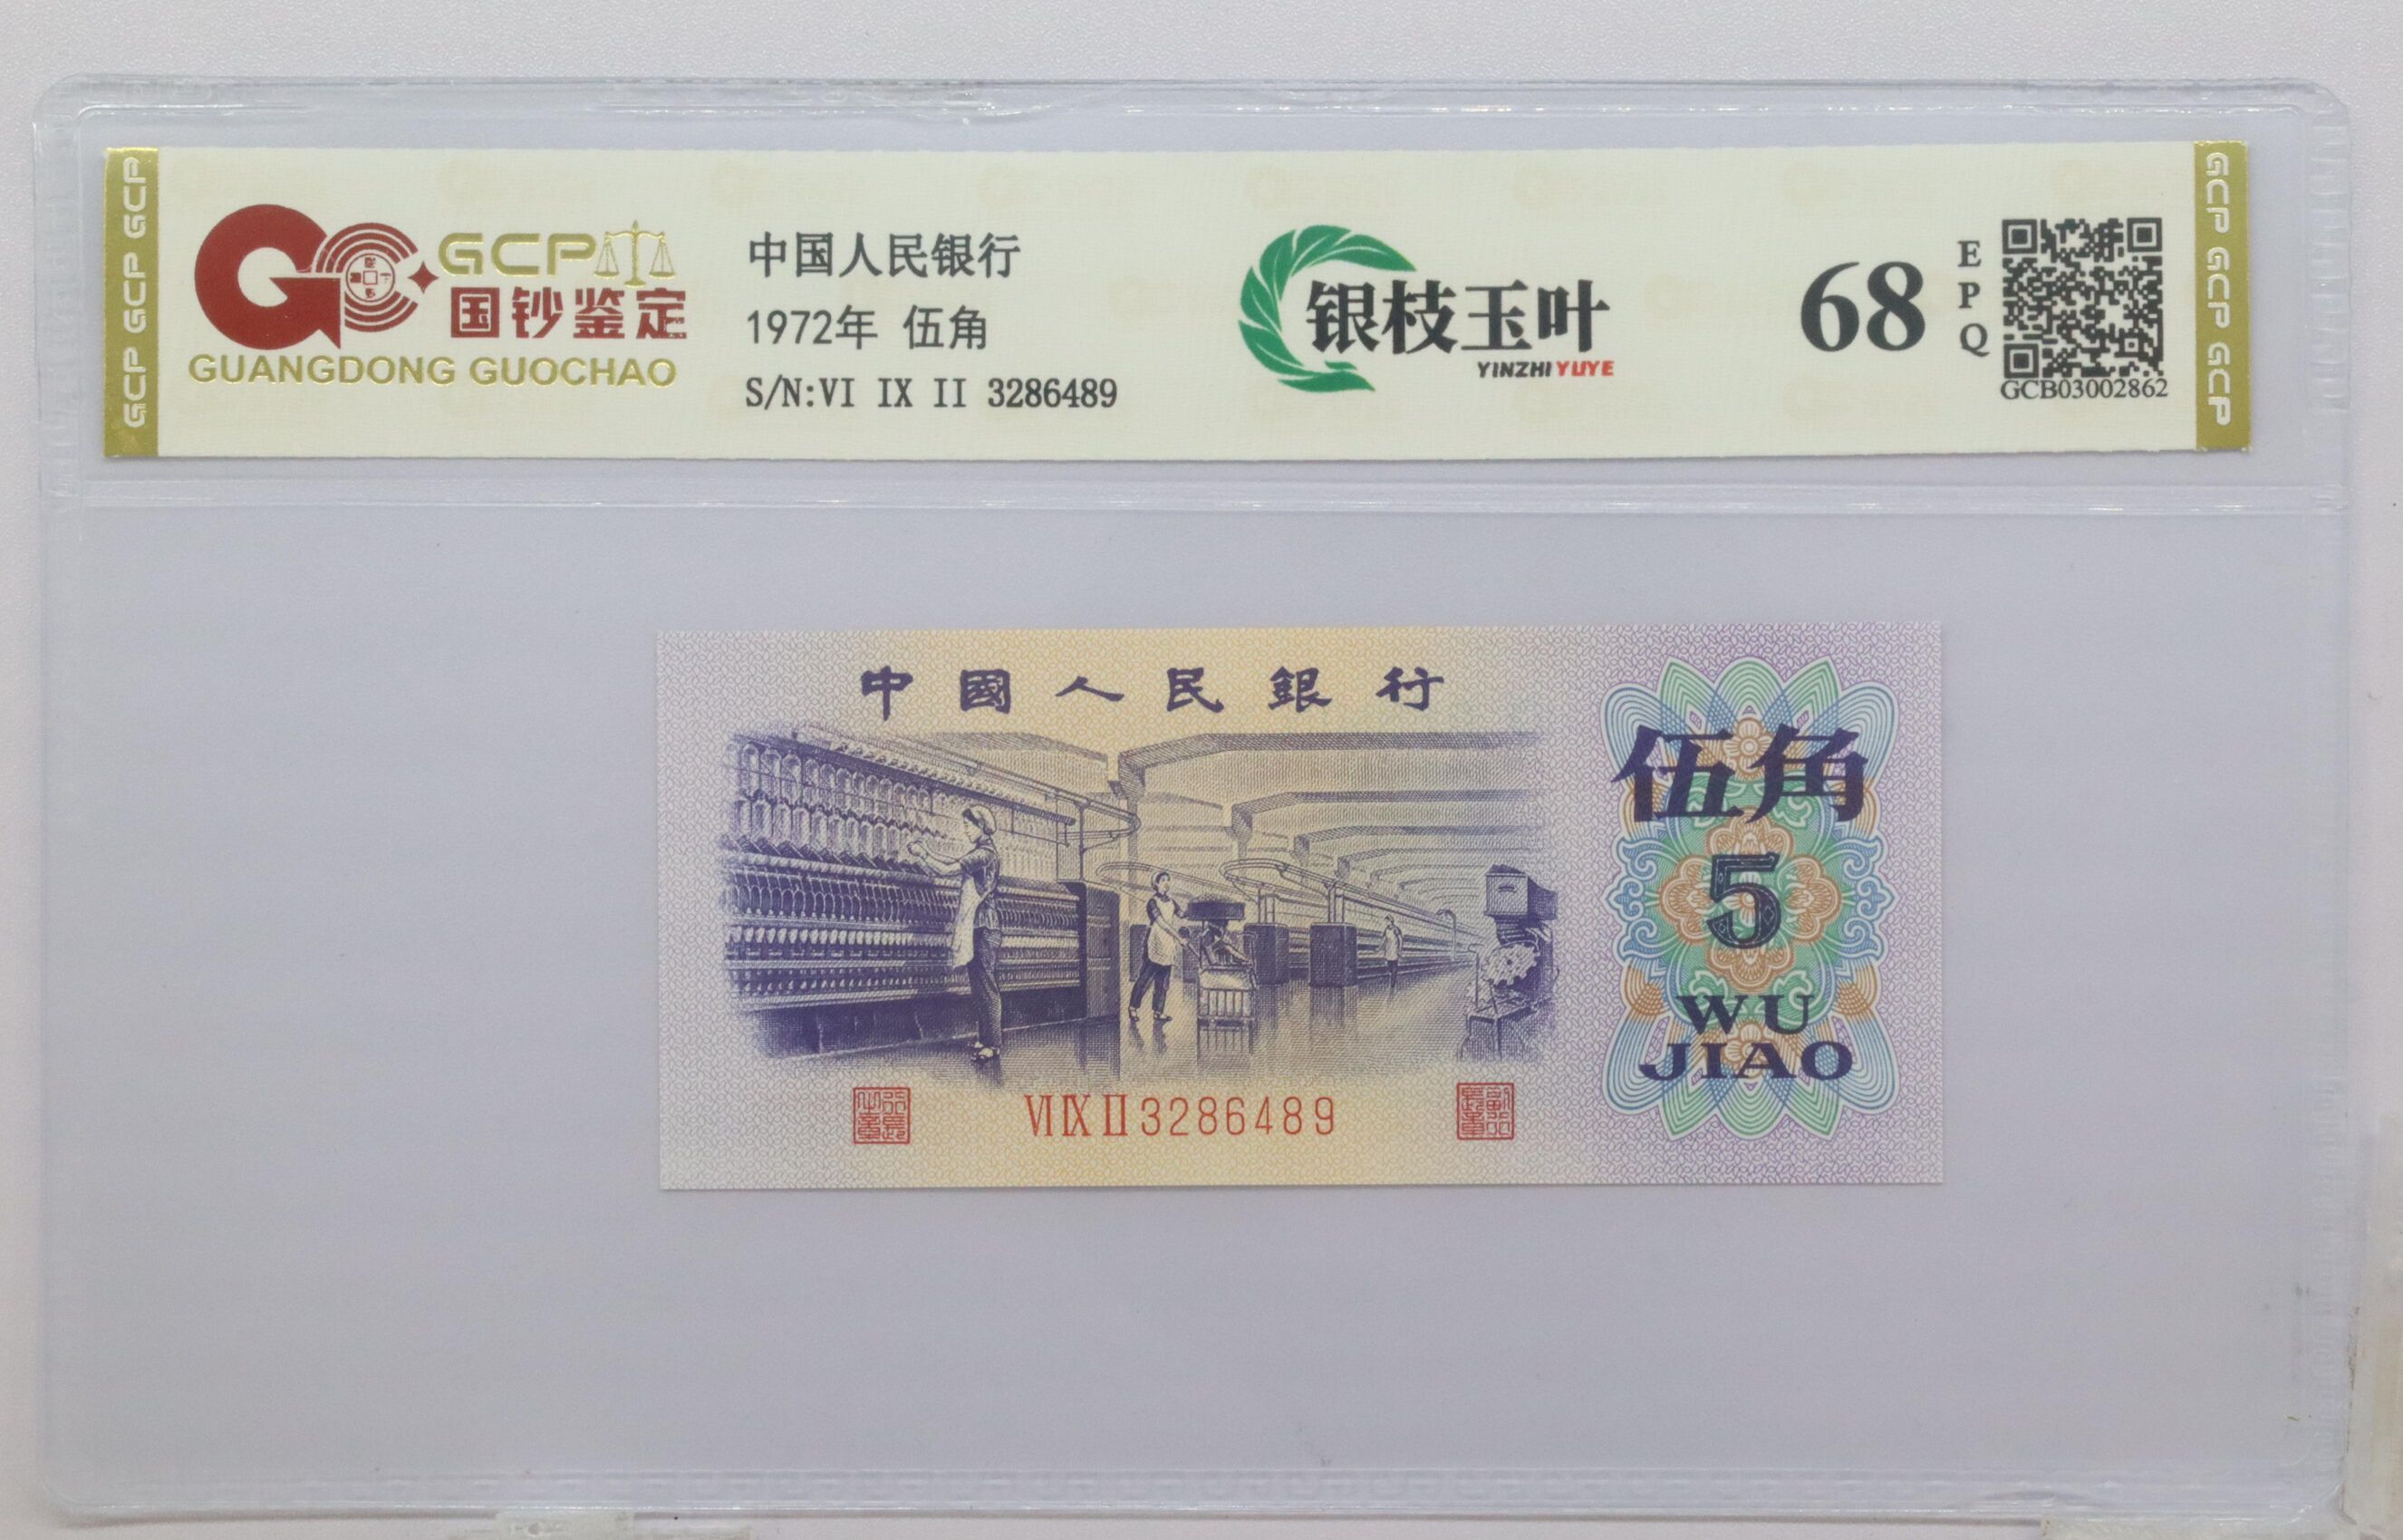 GCP GCP GCP
GCP
国钞鉴定
GUANGDONG GUOCHAO
中国人民银行
1972年 伍角
S/N:VI IX II 3286489
银枝玉叶
YINZHI YUYE
68
EPQ
GCB03002862
GCP GCP GCP
中國人民銀行
伍角
5
WU
JIAO
VI IX II 3286489